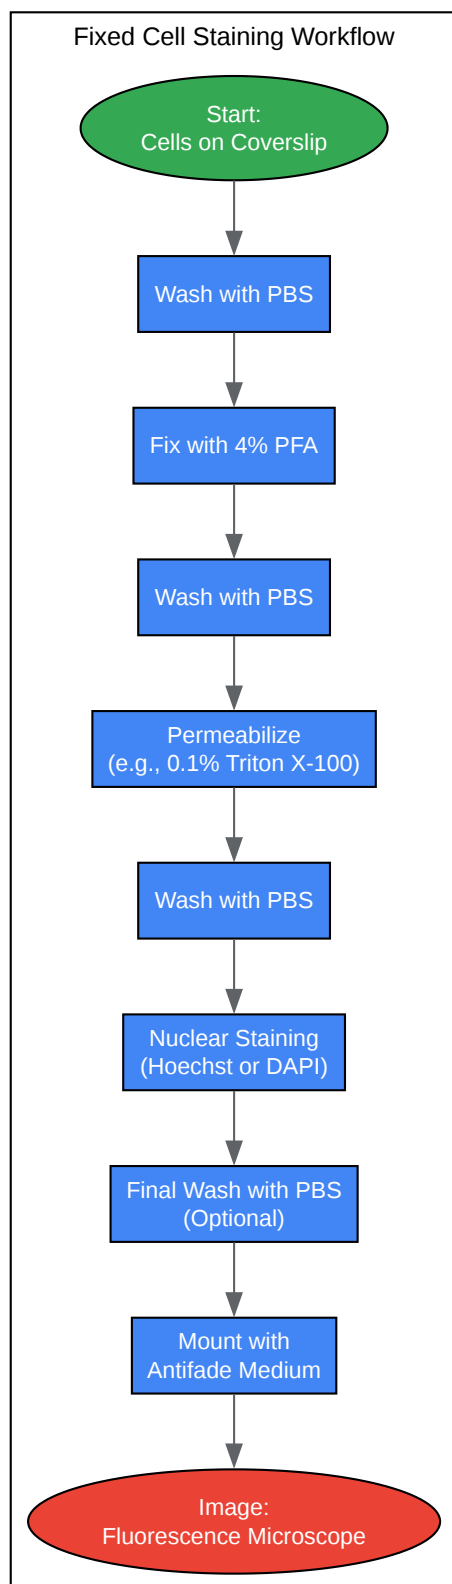 Fixed Cell Staining Workflow
Start:
Cells on Coverslip
Wash with PBS
Fix with 4% PFA
Wash with PBS
Permeabilize
(e.g., 0.1% Triton X-100)
Wash with PBS
Nuclear Staining
(Hoechst or DAPI)
Final Wash with PBS
(Optional)
Mount with
Antifade Medium
Image:
Fluorescence Microscope